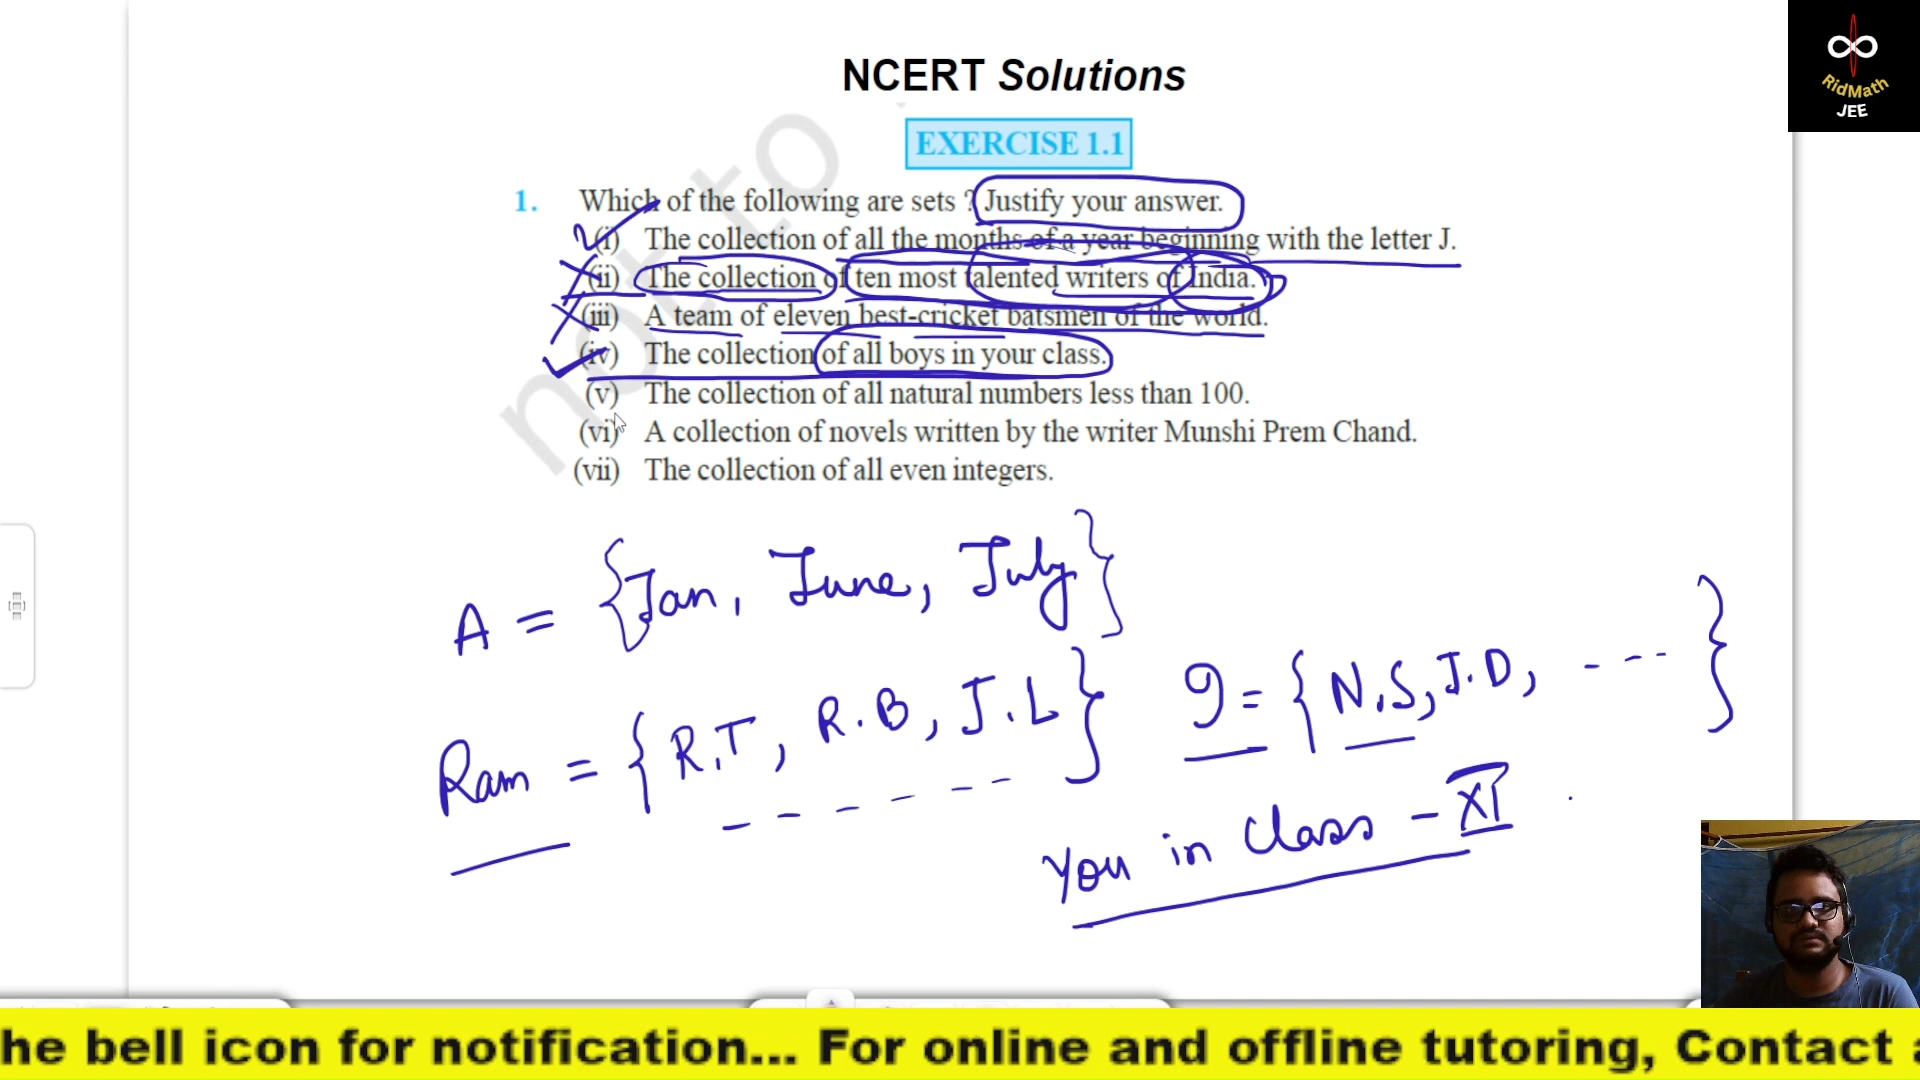 NCERT Solutions
RidMath
JEE
EXERCISE 1.1
1. Which of the following are sets ? Justify your answer.
(i) The collection of all the months of a year beginning with the letter J.
(ii) The collection of ten most talented writers of India.
(iii) A team of eleven best-cricket batsmen of the world.
(iv) The collection of all boys in your class.
(v) The collection of all natural numbers less than 100.
(vi) A collection of novels written by the writer Munshi Prem Chand.
(vii) The collection of all even integers.
not to
A = {Jan, June, July}
Ram = {R.T, R.B, J.L ------}
= {N.S, J.D, ---}
You in Class - XI
he bell icon for notification... For online and offline tutoring, Contact